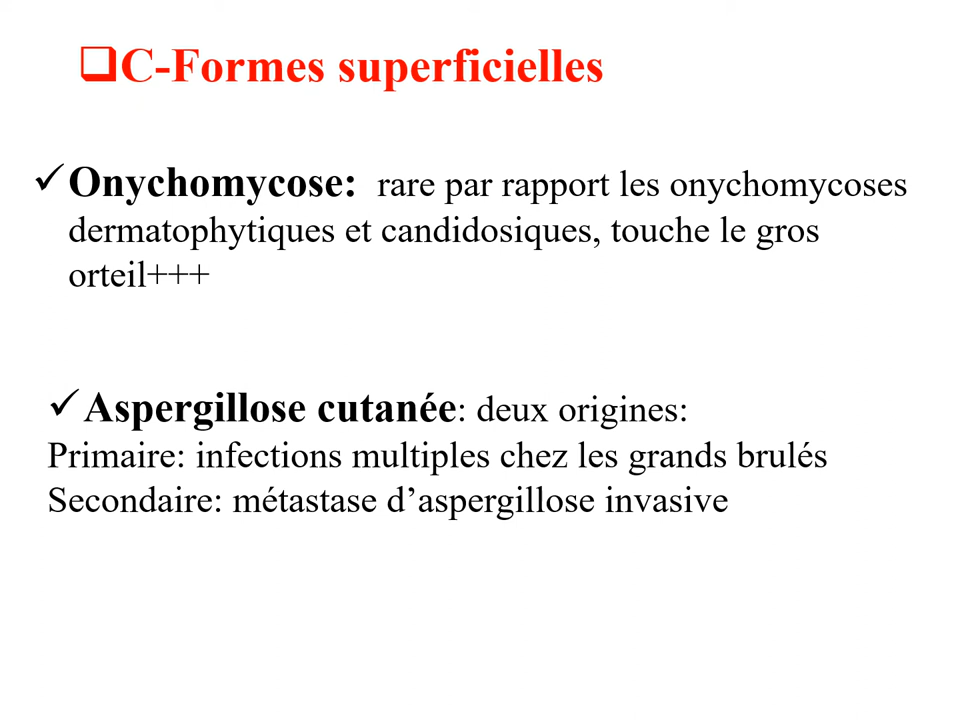 ❑C-Formes superficielles
✓Onychomycose: rare par rapport les onychomycoses
dermatophytiques et candidosiques, touche le gros
orteil+++
✓Aspergillose cutanée: deux origines:
Primaire: infections multiples chez les grands brulés
Secondaire: métastase d’aspergillose invasive